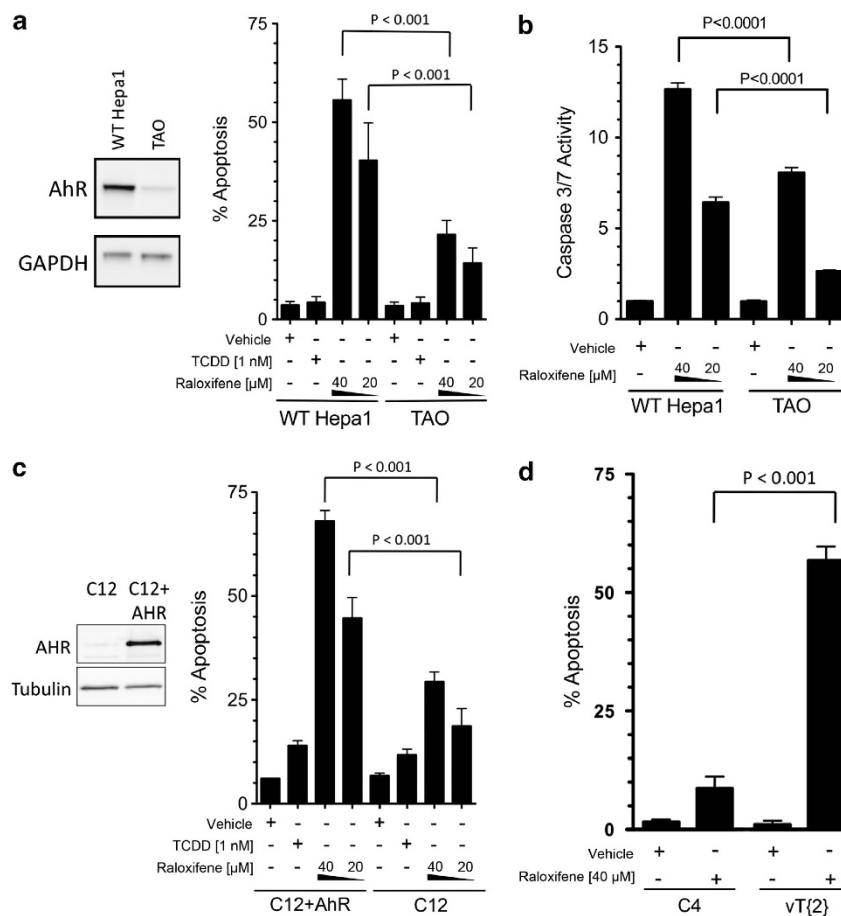 a
WT Hepa1
TAO
AhR
GAPDH
% Apoptosis
75
50
25
0
P < 0.001
P < 0.001
Vehicle + - - - + - - -
TCDD [1 nM] - + - - - + - -
Raloxifene [µM] - - 40 20 - - 40 20
WT Hepa1 TAO
b
Caspase 3/7 Activity
15
10
5
0
P<0.0001
P<0.0001
Vehicle + - - + - -
Raloxifene [µM] - 40 20 - 40 20
WT Hepa1 TAO
c
C12 C12+
AHR
AHR
Tubulin
% Apoptosis
75
50
25
0
P < 0.001
P < 0.001
Vehicle + - - - + - - -
TCDD [1 nM] - + - - - + - -
Raloxifene [µM] - - 40 20 - - 40 20
C12+AhR C12
d
% Apoptosis
75
50
25
0
P < 0.001
Vehicle + - + -
Raloxifene [40 µM] - + - +
C4 vT{2}